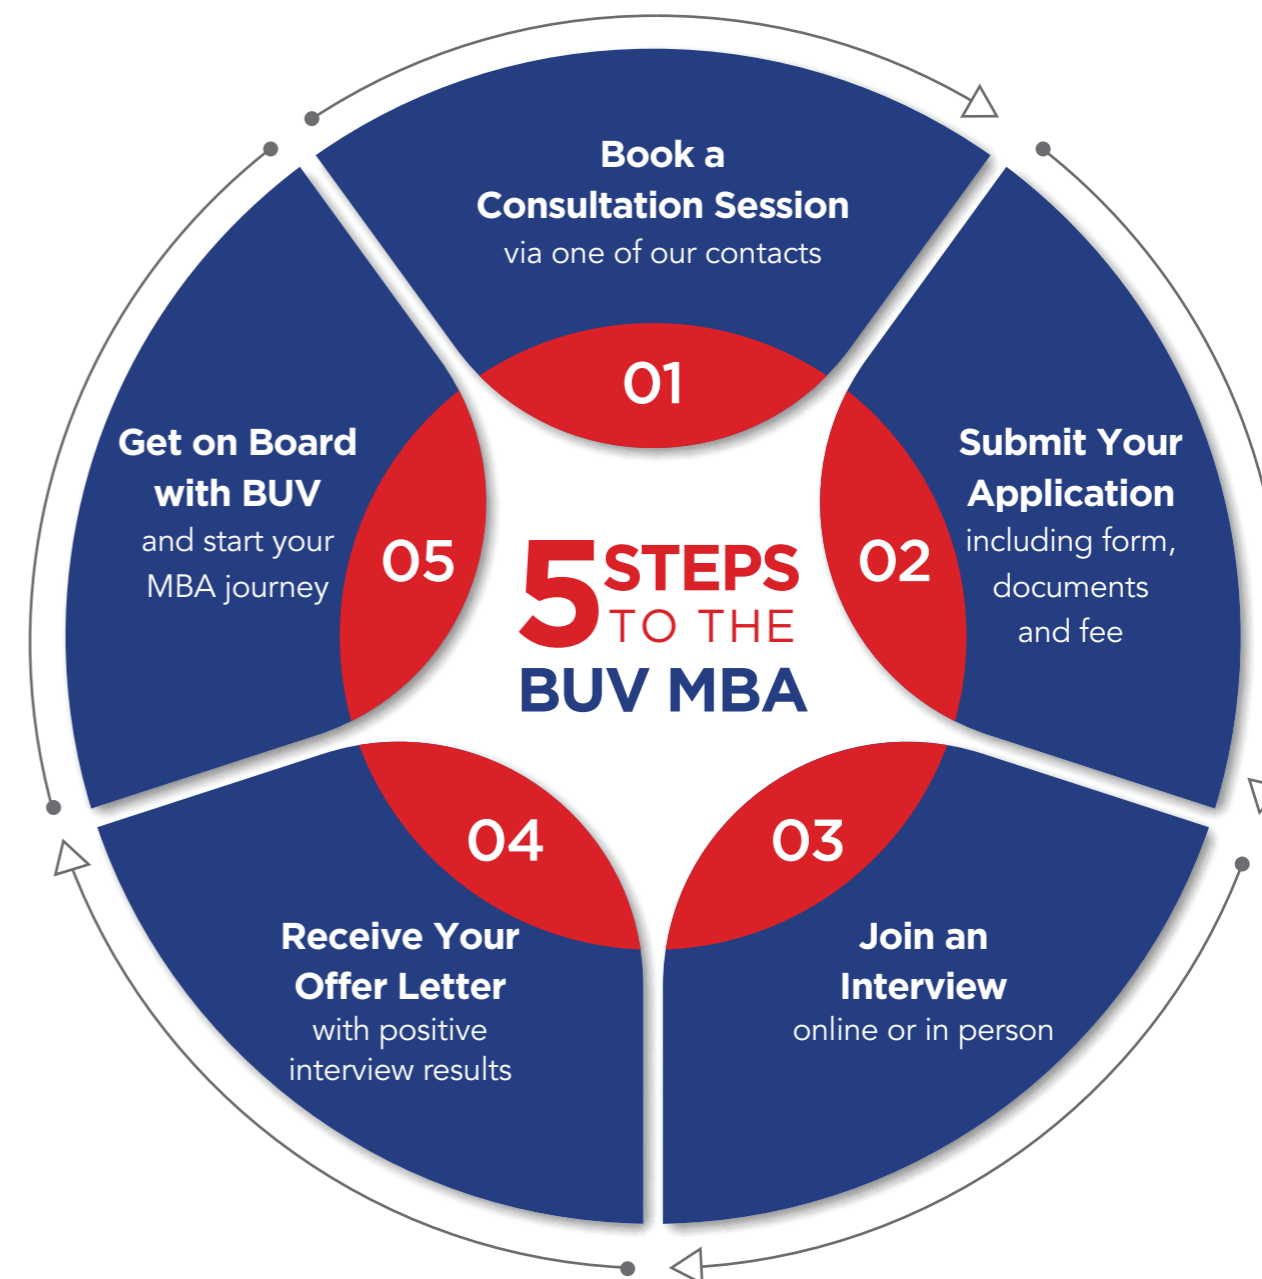 Book a
Consultation Session
via one of our contacts
01
Submit Your
Application
including form,
documents
and fee
02
Join an
Interview
online or in person
03
Receive Your
Offer Letter
with positive
interview results
04
Get on Board
with BUV
and start your
MBA journey
05
5 STEPS
TO THE
BUV MBA